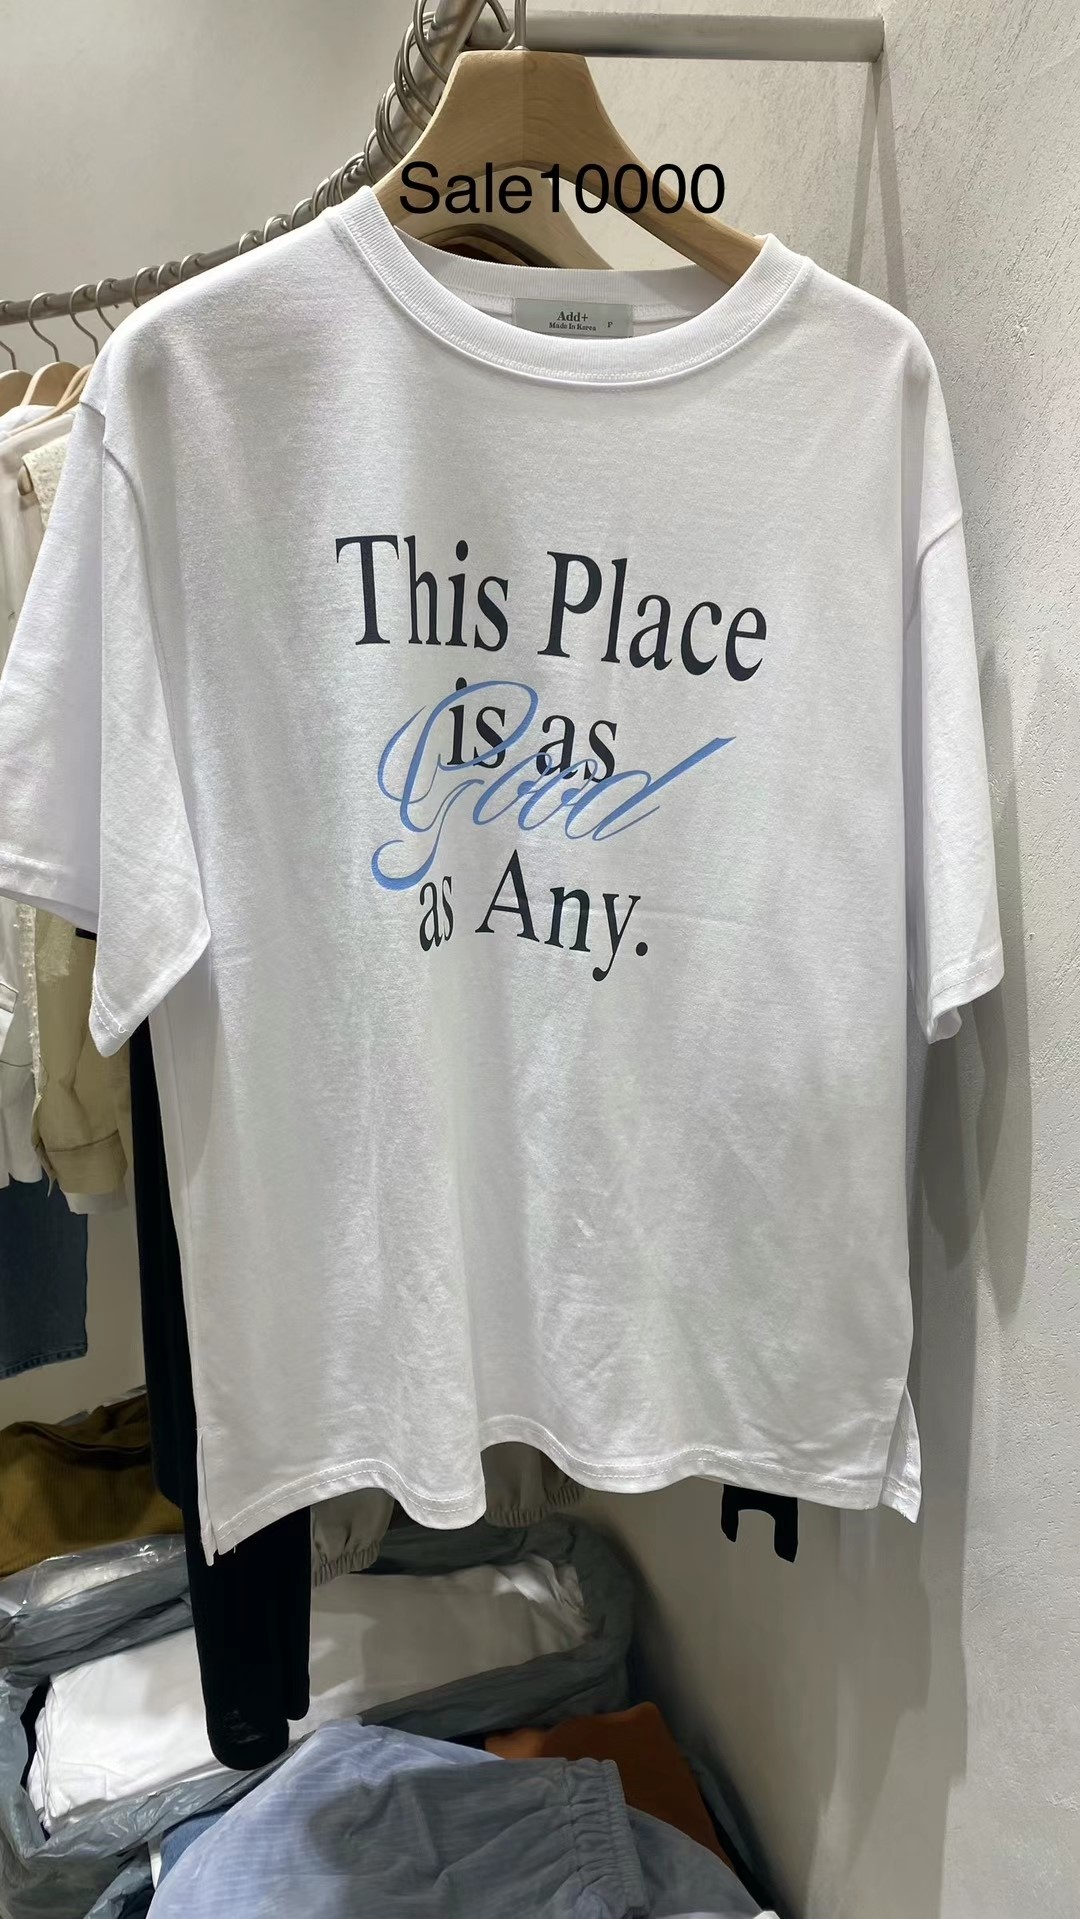 Sale10000
Add+
Made In Korea F
This Place
is as
Good
as Any.